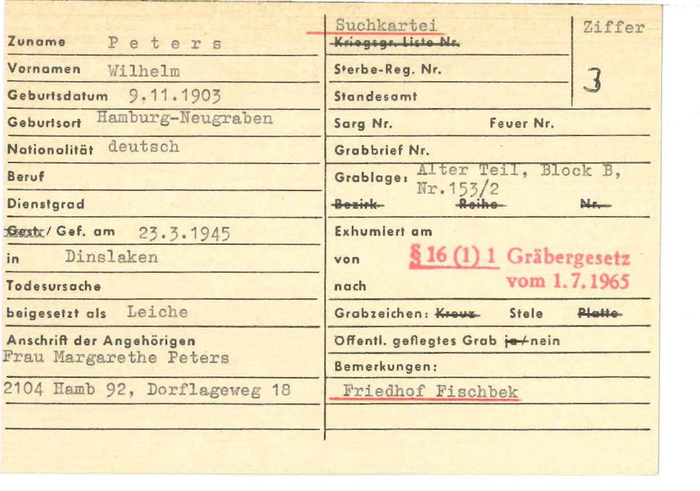 Suchkartei
Ziffer
Zuname Peters
Kriegsgr. Liste Nr.
Vornamen Wilhelm
Sterbe-Reg. Nr.
3
Geburtsdatum 9.11.1903
Standesamt
Geburtsort Hamburg-Neugraben
Sarg Nr. Feuer Nr.
Nationalität deutsch
Grabbrief Nr.
Beruf
Grablage: Alter Teil, Block B,
Nr.153/2
Dienstgrad
Bezirk Reihe Nr.
Gest. / Gef. am 23.3.1945
Exhumiert am
in Dinslaken
von § 16 (1) 1 Gräbergesetz
Todesursache
nach vom 1.7.1965
beigesetzt als Leiche
Grabzeichen: Kreuz Stele Platte
Anschrift der Angehörigen
Öffentl. gepflegtes Grab ja/nein
Frau Margarethe Peters
Bemerkungen:
2104 Hamb 92, Dorflageweg 18
Friedhof Fischbek